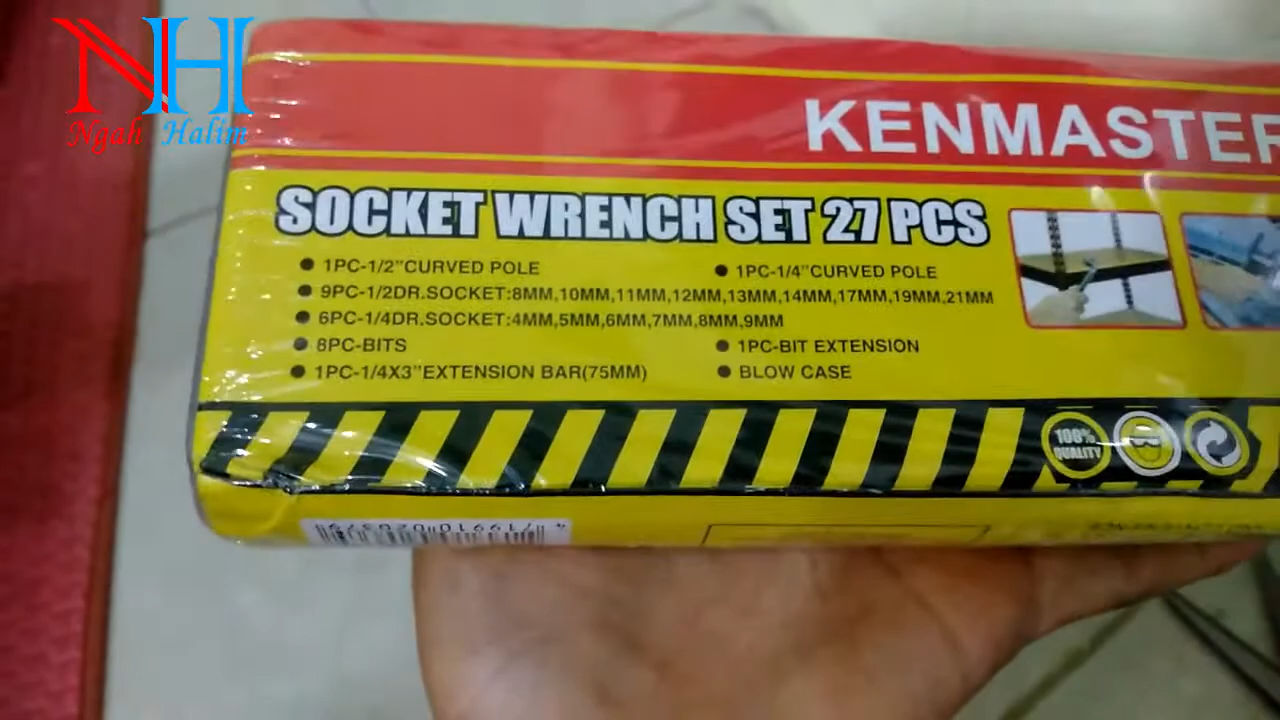 NH
Ngah Halim
KENMASTER
SOCKET WRENCH SET 27 PCS
● 1PC-1/2"CURVED POLE
● 1PC-1/4"CURVED POLE
● 9PC-1/2DR.SOCKET:8MM,10MM,11MM,12MM,13MM,14MM,17MM,19MM,21MM
● 6PC-1/4DR.SOCKET:4MM,5MM,6MM,7MM,8MM,9MM
● 8PC-BITS
● 1PC-BIT EXTENSION
● 1PC-1/4X3"EXTENSION BAR(75MM)
● BLOW CASE
100%
QUALITY